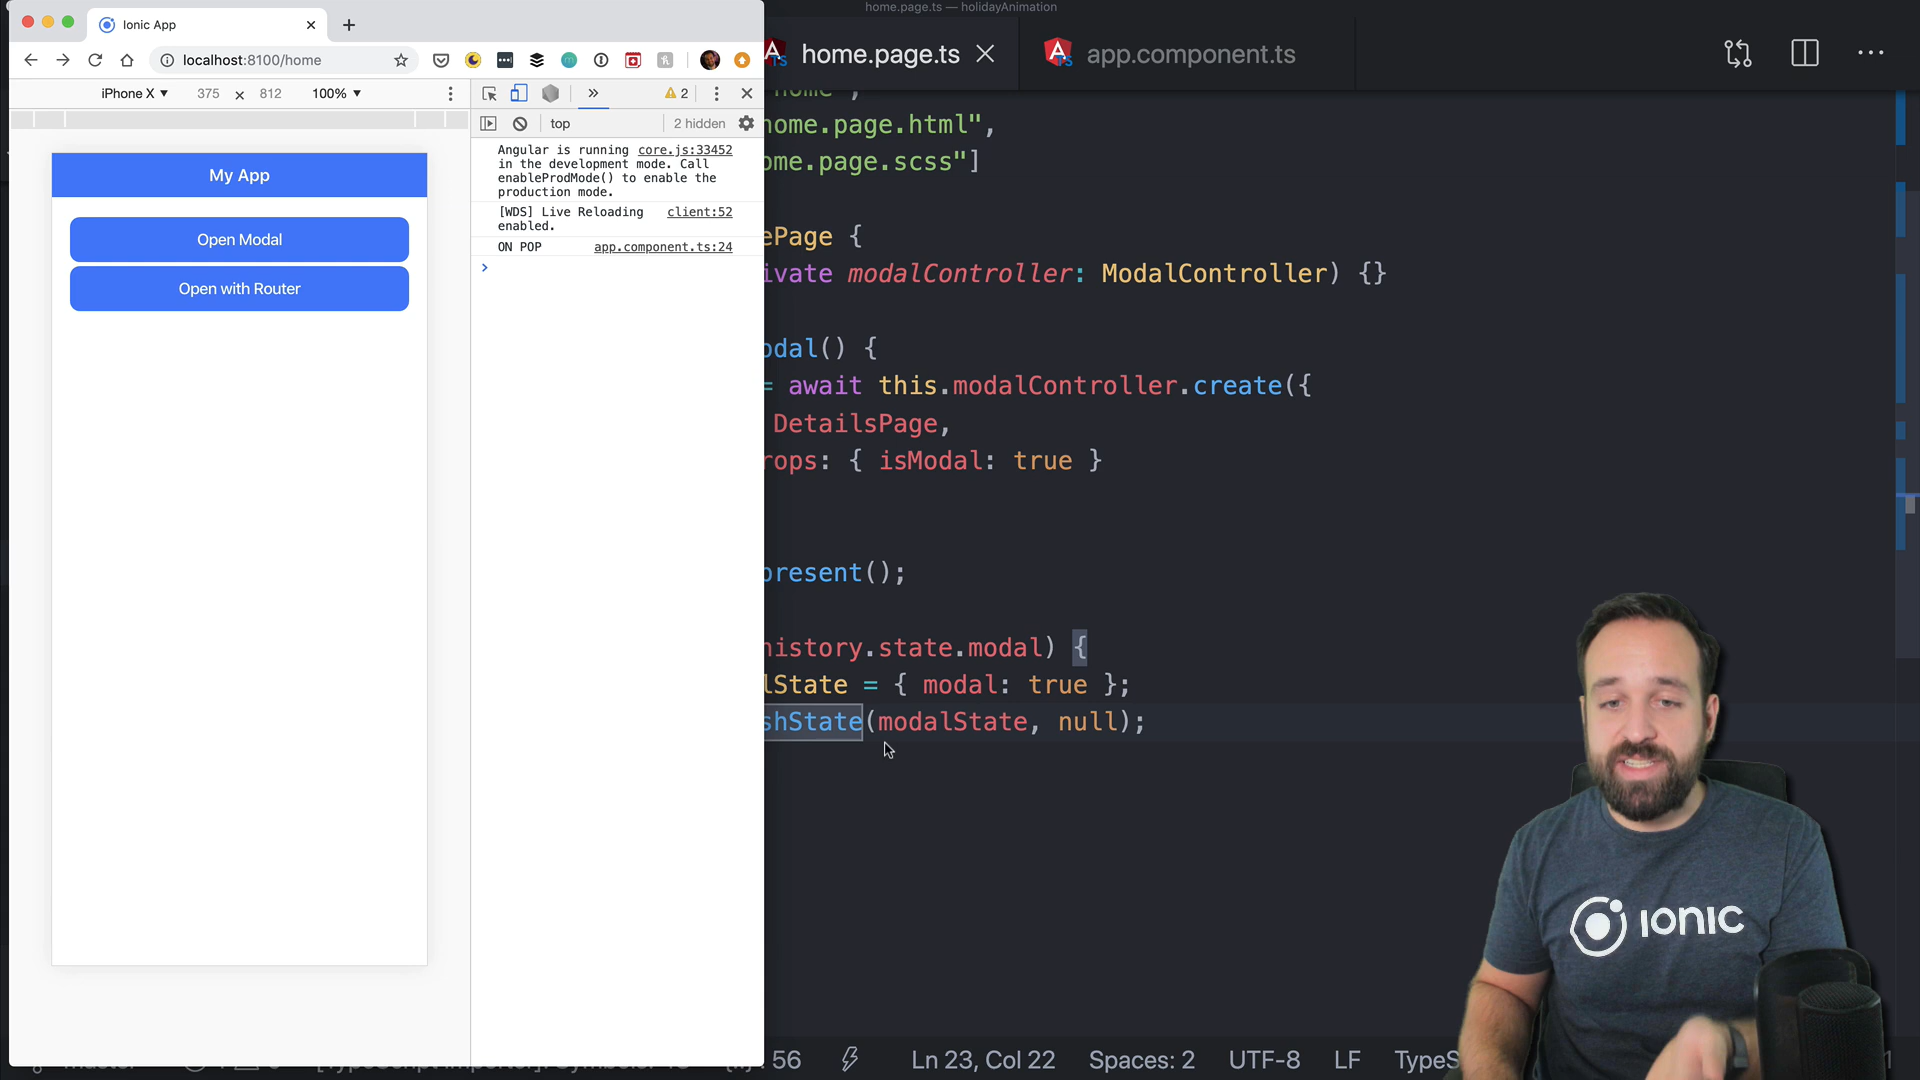 home.page.ts — holidayAnimation
Ionic App
localhost:8100/home
iPhone X ▼ 375 × 812 100% ▼
2
top 2 hidden
My App
Open Modal
Open with Router
Angular is running core.js:33452
in the development mode. Call
enableProdMode() to enable the
production mode.
[WDS] Live Reloading client:52
enabled.
ON POP app.component.ts:24
home.page.ts app.component.ts
home",
home.page.html",
ome.page.scss"]
ePage {
ivate modalController: ModalController) {}
odal() {
= await this.modalController.create({
DetailsPage,
rops: { isModal: true }
present();
history.state.modal) {
lState = { modal: true };
shState(modalState, null);
IONIC
56 Ln 23, Col 22 Spaces: 2 UTF-8 LF TypeS